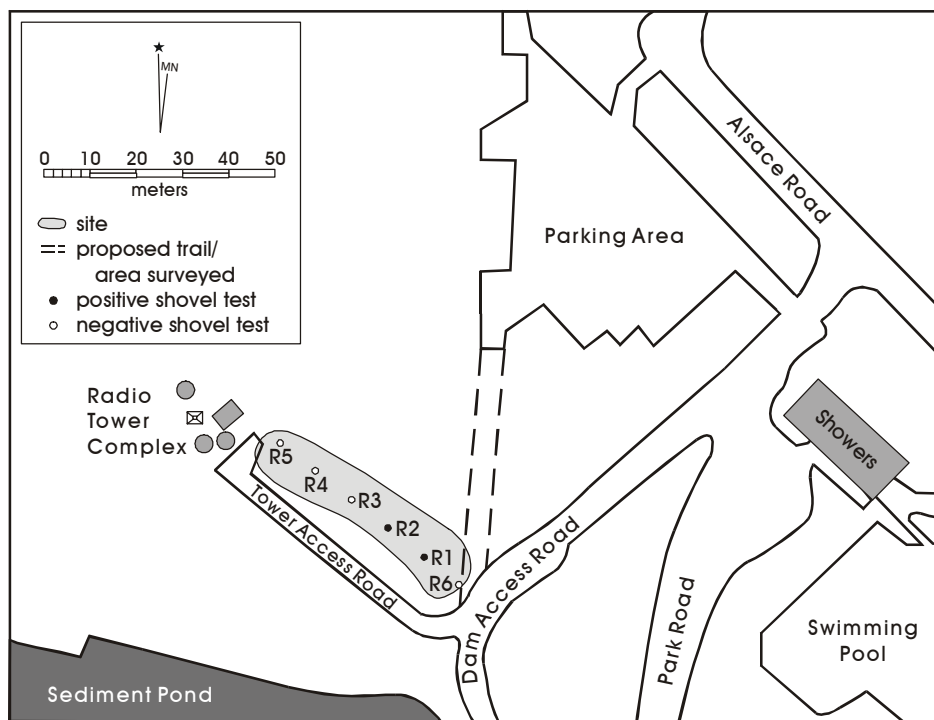 MN
0 10 20 30 40 50
meters
site
proposed trail/
area surveyed
positive shovel test
negative shovel test
Alsace Road
Parking Area
Radio
Tower
Complex
Showers
R5
R4
R3
R2
R1
R6
Tower Access Road
Dam Access Road
Park Road
Swimming
Pool
Sediment Pond